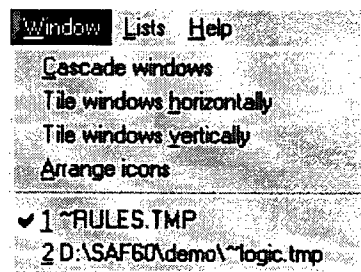 Window Lists Help
Cascade windows
Tile windows horizontally
Tile windows vertically
Arrange icons
✔ 1 ~RULES.TMP
2 D:\SAF60\demo\~logic.tmp